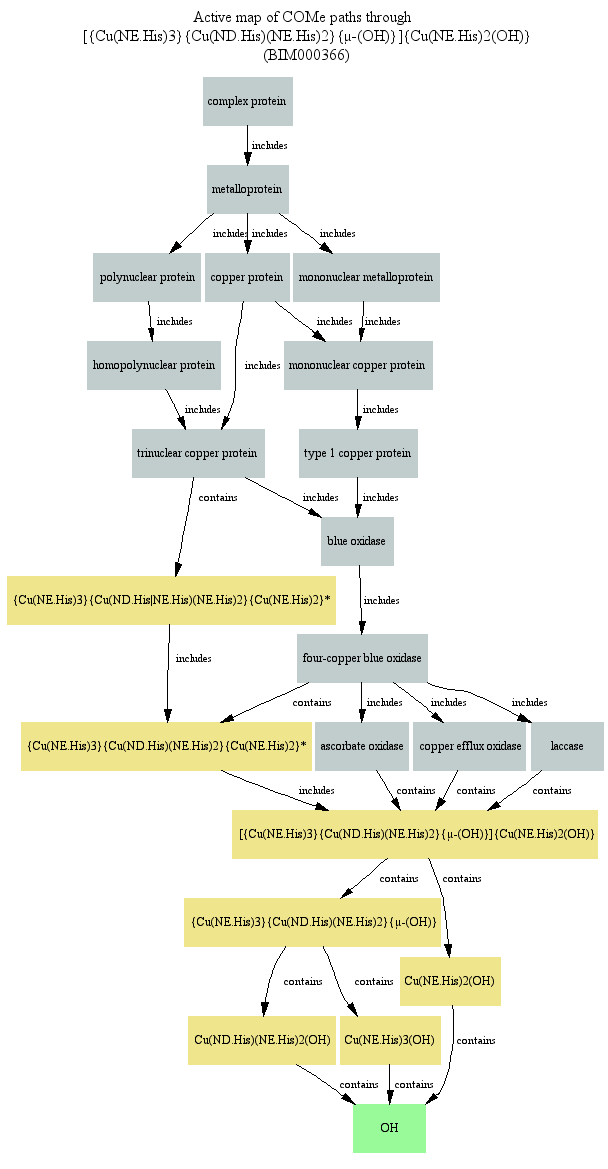 Active map of COMe paths through
[{Cu(NE.His)3}{Cu(ND.His)(NE.His)2}{μ-(OH)}]{Cu(NE.His)2(OH)}
(BIM000366)
complex protein
includes
metalloprotein
includes includes includes
polynuclear protein copper protein mononuclear metalloprotein
includes includes includes
homopolynuclear protein includes mononuclear copper protein
includes includes
trinuclear copper protein type 1 copper protein
contains includes includes
blue oxidase
{Cu(NE.His)3}{Cu(ND.His|NE.His)(NE.His)2}{Cu(NE.His)2}* includes
includes four-copper blue oxidase
contains includes includes includes
{Cu(NE.His)3}{Cu(ND.His)(NE.His)2}{Cu(NE.His)2}* ascorbate oxidase copper efflux oxidase laccase
includes contains contains contains
[{Cu(NE.His)3}{Cu(ND.His)(NE.His)2}{μ-(OH)}]{Cu(NE.His)2(OH)}
contains contains
{Cu(NE.His)3}{Cu(ND.His)(NE.His)2}{μ-(OH)}
contains contains Cu(NE.His)2(OH)
Cu(ND.His)(NE.His)2(OH) Cu(NE.His)3(OH) contains
contains contains
OH